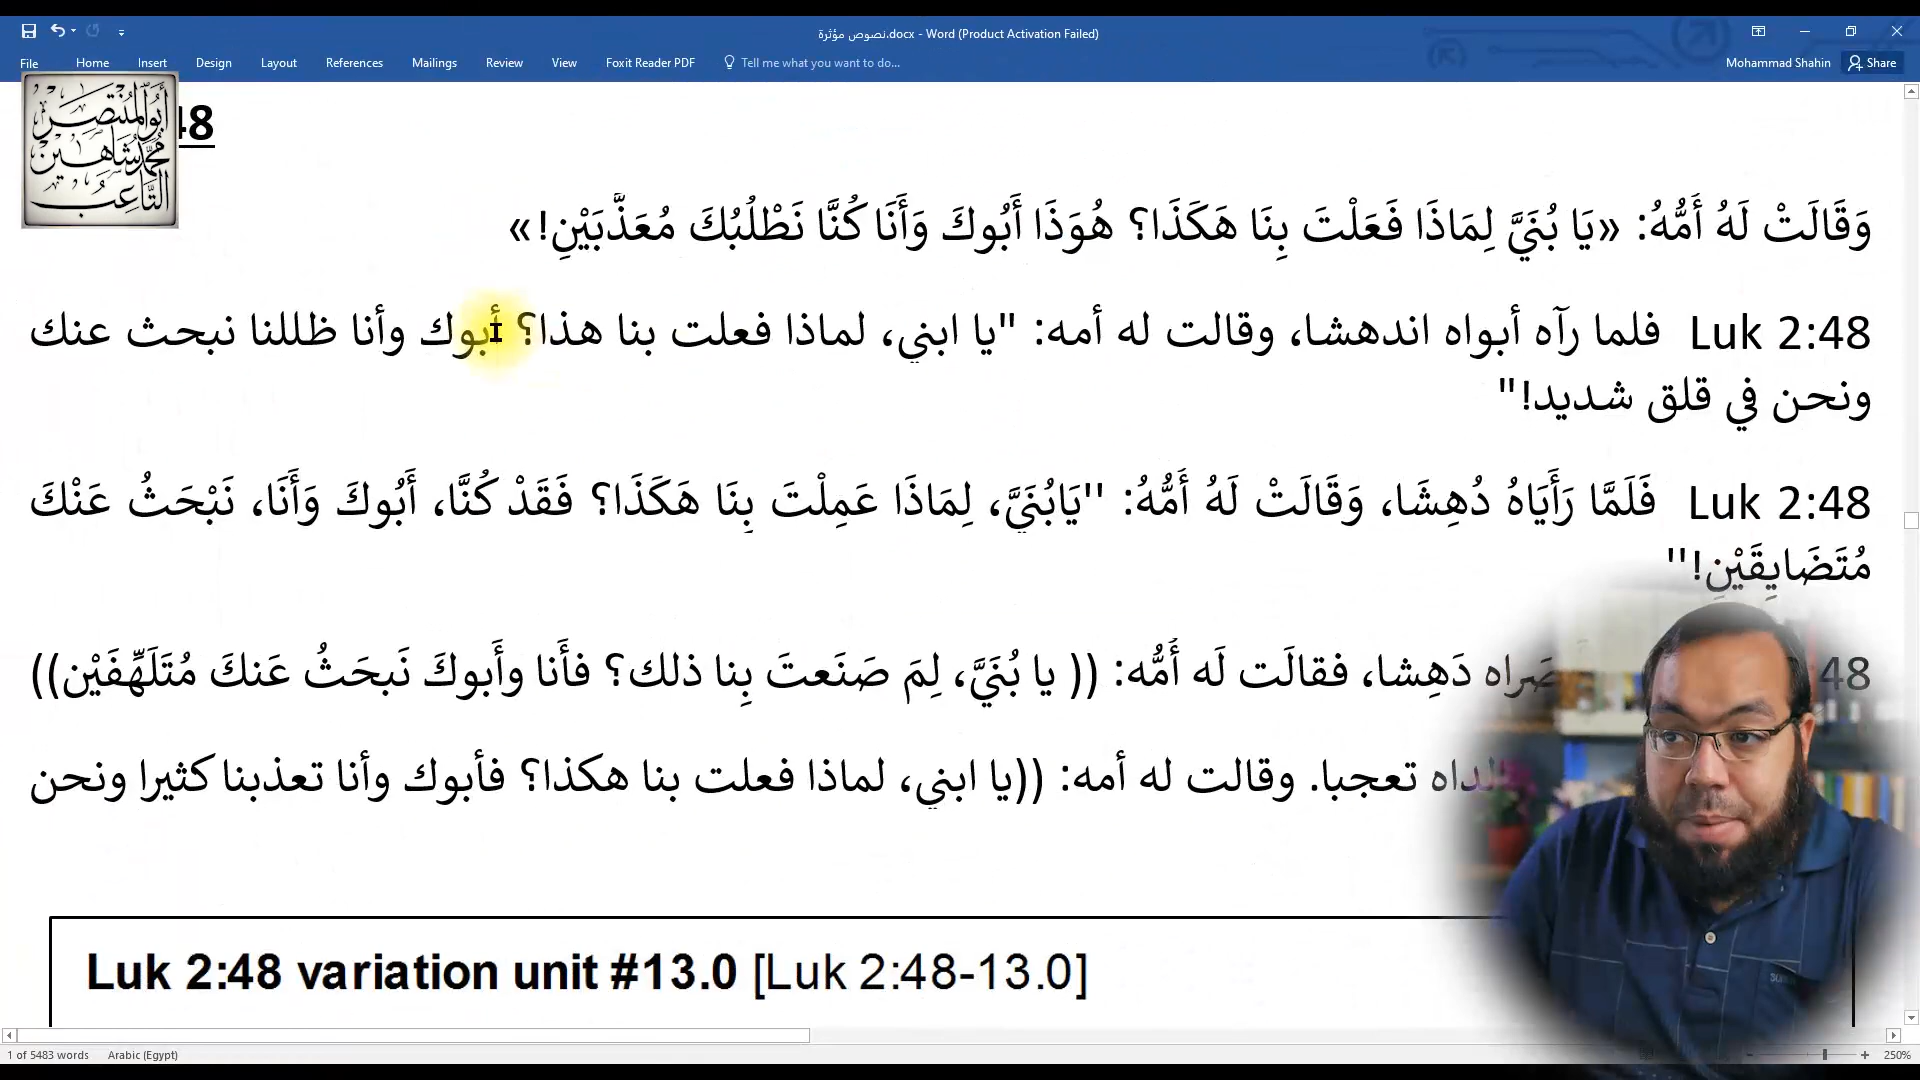 نصوص مؤثرة.docx - Word (Product Activation Failed)
File Home Insert Design Layout References Mailings Review View Foxit Reader PDF Tell me what you want to do... Mohammad Shahin Share
أبو المنتصر
محمد شاهين
التاعب
48
وَقَالَتْ لَهُ أُمُّهُ: «يَا بُنَيَّ لِمَاذَا فَعَلْتَ بِنَا هَكَذَا؟ هُوَذَا أَبُوكَ وَأَنَا كُنَّا نَطْلُبُكَ مُعَذَّبَيْنِ!»
Luk 2:48 فلما رآه أبواه اندهشا، وقالت له أمه: "يا ابني، لماذا فعلت بنا هذا؟ أبوك وأنا ظللنا نبحث عنك
ونحن في قلق شديد!"
Luk 2:48 فَلَمَّا رَأَيَاهُ دُهِشَا، وَقَالَتْ لَهُ أُمُّهُ: ''يَابُنَيَّ، لِمَاذَا عَمِلْتَ بِنَا هَكَذَا؟ فَقَدْ كُنَّا، أَبُوكَ وَأَنَا، نَبْحَثُ عَنْكَ
مُتَضَايِقَيْنِ!''
48 دَهِشا، فقالَت لَه أُمُّه: (( يا بُنَيَّ، لِمَ صَنَعتَ بِنا ذلك؟ فأَنا وأَبوكَ نَبحَثُ عَنكَ مُتَلَهِّفَيْن))
تعجبا. وقالت له أمه: ((يا ابني، لماذا فعلت بنا هكذا؟ فأبوك وأنا تعذبنا كثيرا ونحن
Luk 2:48 variation unit #13.0 [Luk 2:48-13.0]
1 of 5483 words Arabic (Egypt) 250%